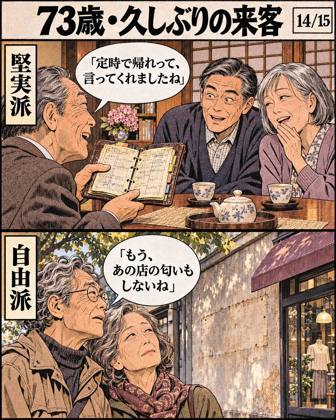 73歳・久しぶりの来客
14/15
堅実派
「定時で帰れって、
言ってくれましたね」
自由派
「もう、
あの店の匂いも
しないね」